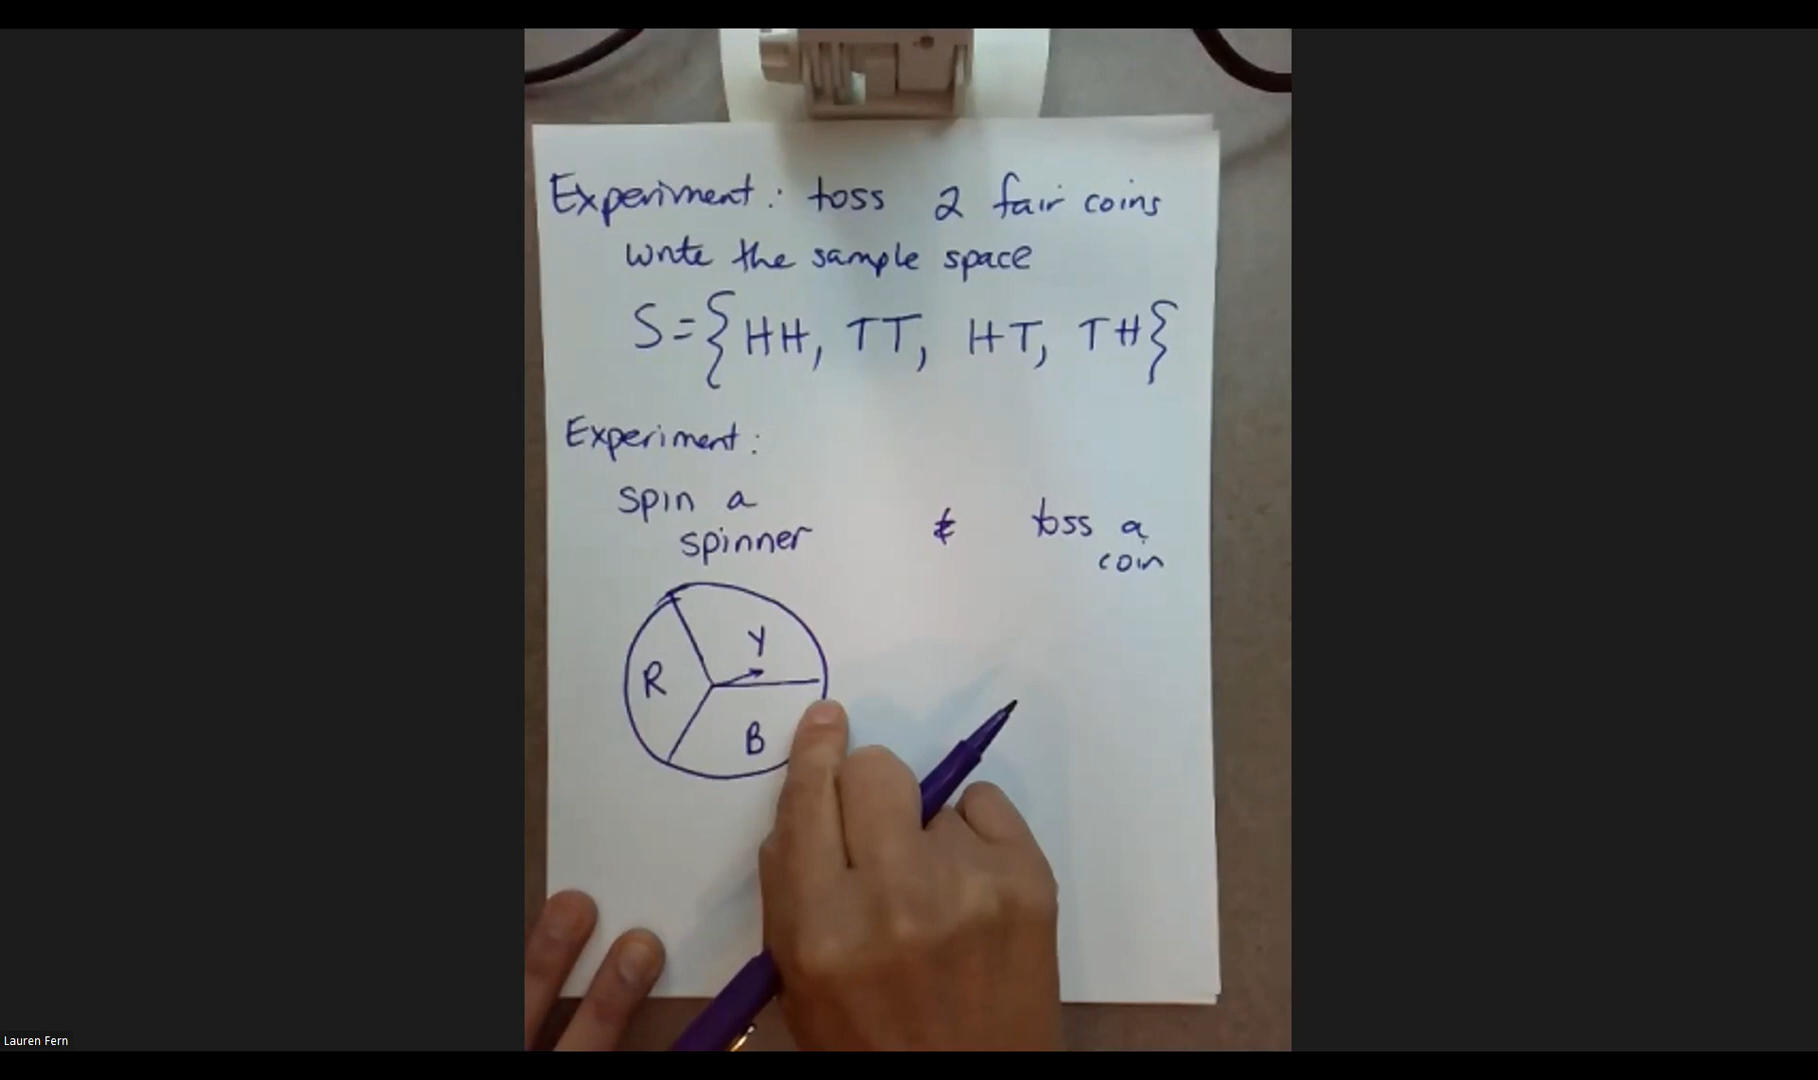 Experiment: toss 2 fair coins
write the sample space
S={HH, TT, HT, TH}
Experiment:
spin a
spinner
& toss a
coin
Y
R
B
Lauren Fern